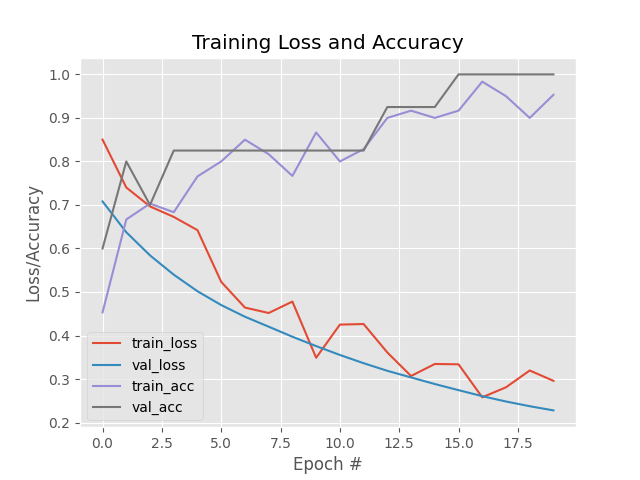 Training Loss and Accuracy
1.0
0.9
0.8
0.7
0.6
0.5
0.4
0.3
0.2
Loss/Accuracy
train_loss
val_loss
train_acc
val_acc
0.0 2.5 5.0 7.5 10.0 12.5 15.0 17.5
Epoch #